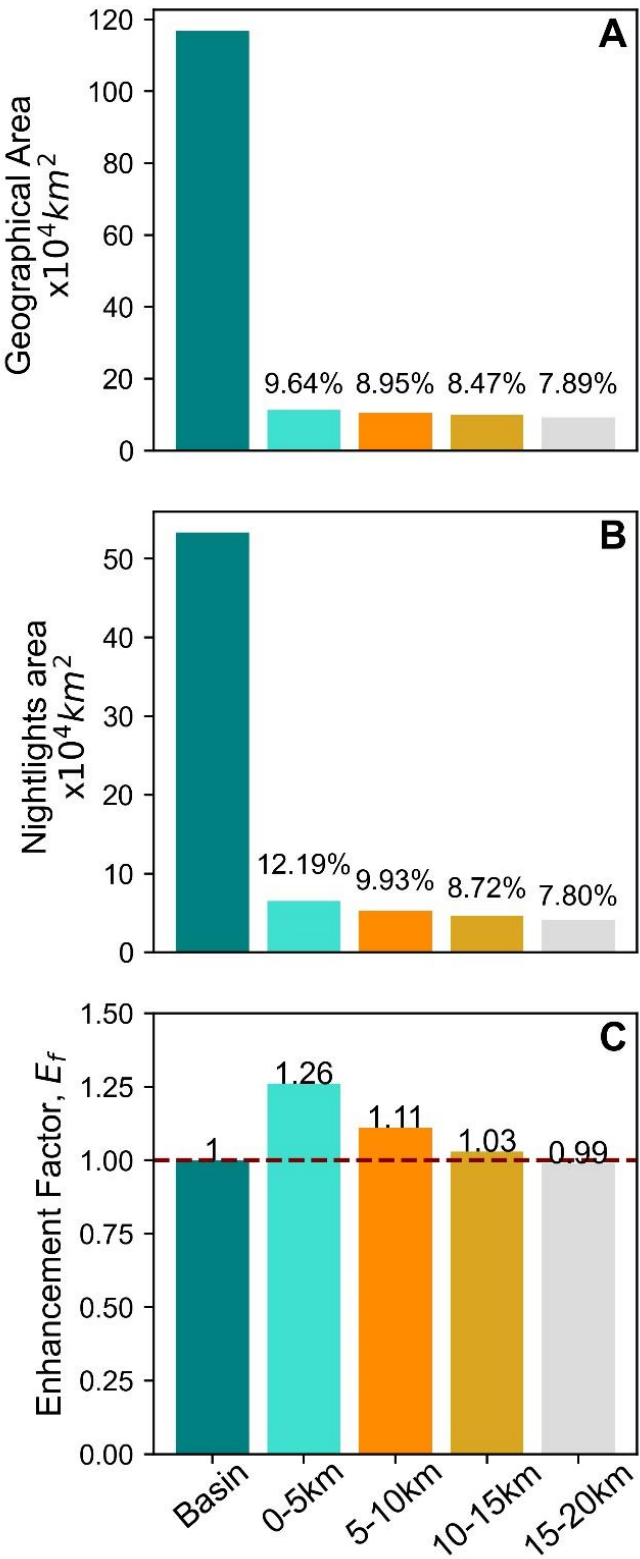 A
Geographical Area
x10⁴km²
120
100
80
60
40
20
0
9.64% 8.95% 8.47% 7.89%
B
Nightlights area
x10⁴km²
50
40
30
20
10
0
12.19% 9.93% 8.72% 7.80%
C
Enhancement Factor, E_f
1.50
1.25
1.00
0.75
0.50
0.25
0.00
1 1.26 1.11 1.03 0.99
Basin 0-5km 5-10km 10-15km 15-20km